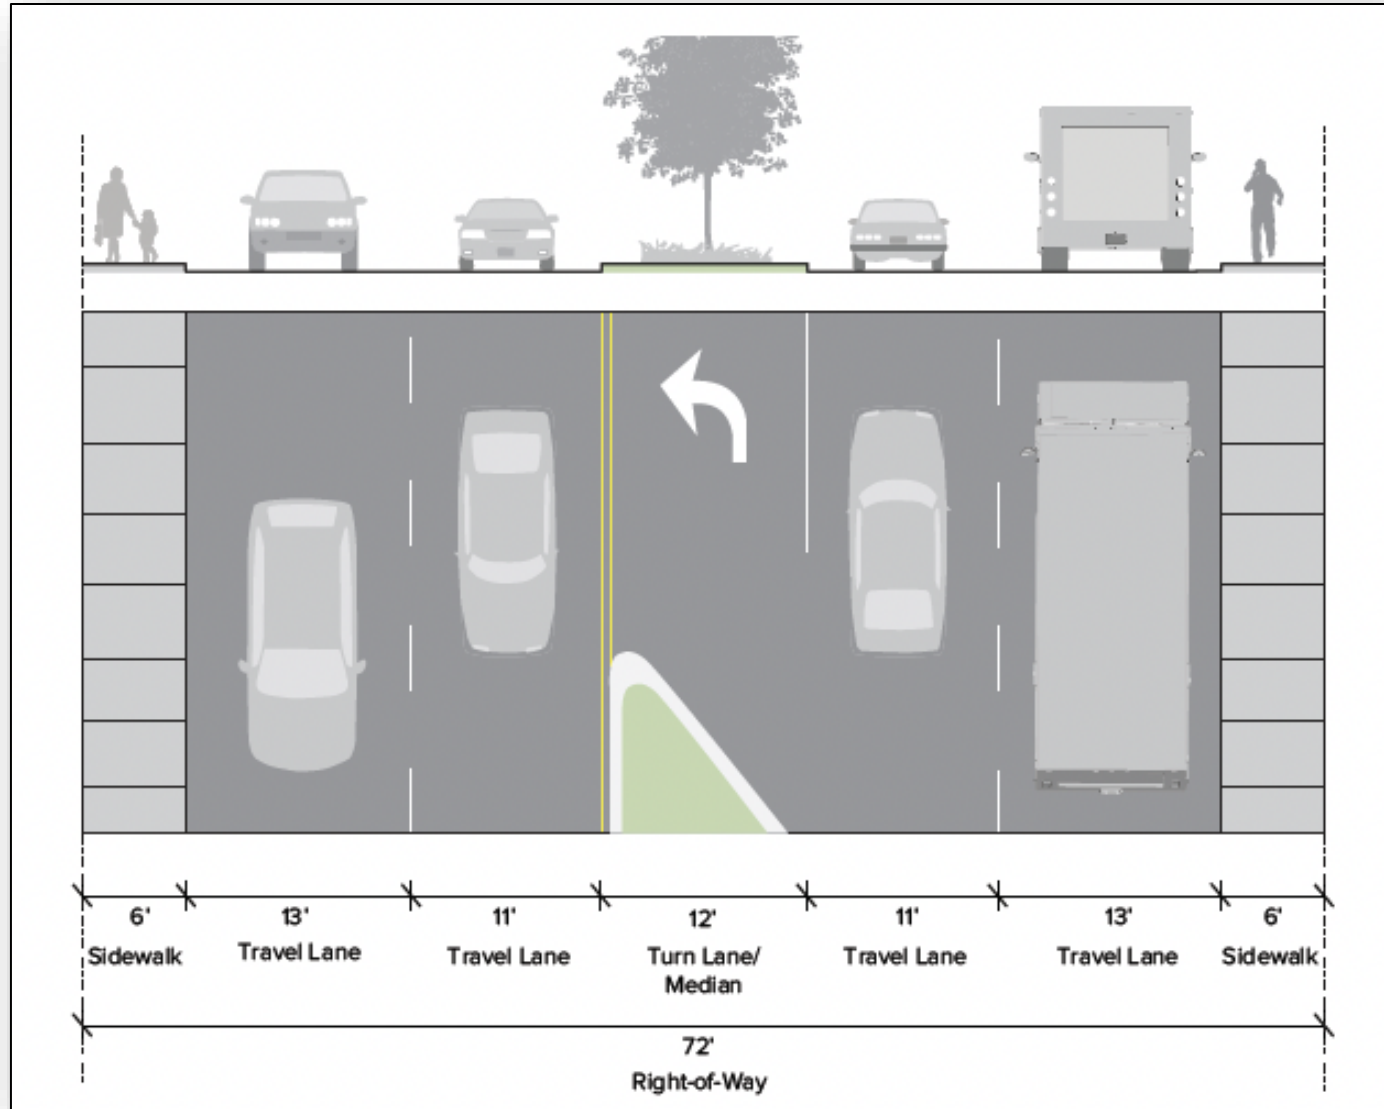 6'
13'
11'
12'
11'
13'
6'
Sidewalk
Travel Lane
Travel Lane
Turn Lane/
Median
Travel Lane
Travel Lane
Sidewalk
72'
Right-of-Way